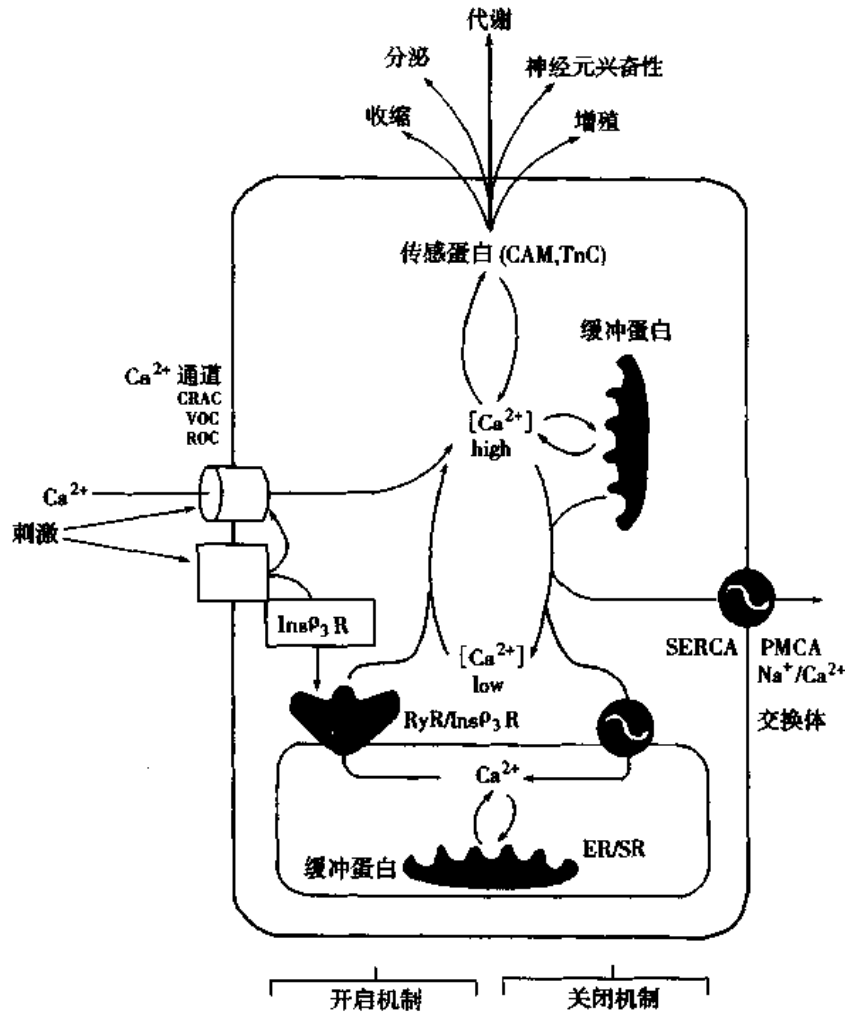 代谢
分泌
神经元兴奋性
收缩
增殖
传感蛋白 (CAM,TnC)
缓冲蛋白
Ca²⁺ 通道
CRAC
VOC
ROC
[Ca²⁺]
high
Ca²⁺
刺激
Insρ₃R
[Ca²⁺]
low
SERCA
PMCA
Na⁺/Ca²⁺
交换体
RyR/Insρ₃R
Ca²⁺
ER/SR
缓冲蛋白
开启机制
关闭机制